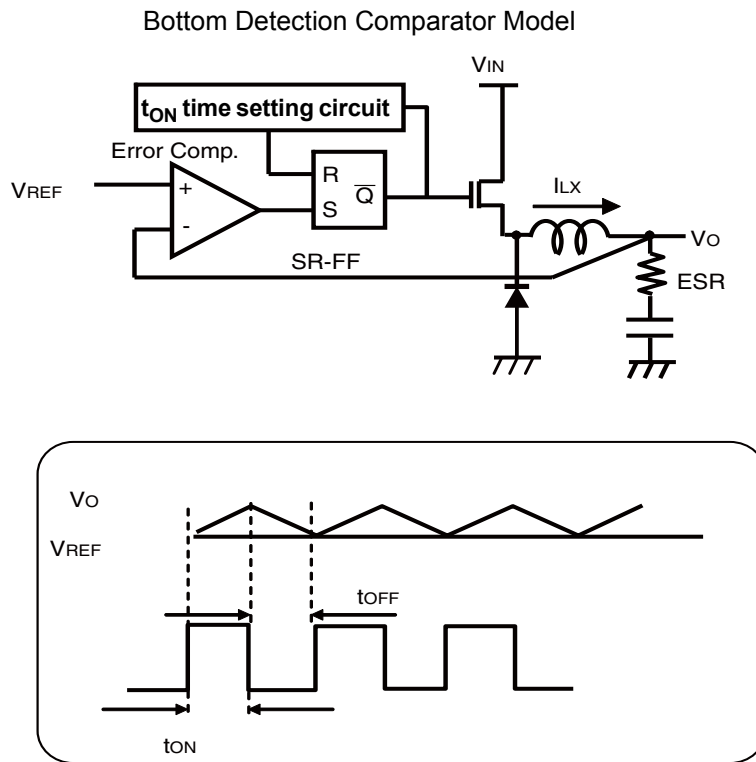 Bottom Detection Comparator Model
VIN
tON time setting circuit
Error Comp.
R
ILX
VREF
+
Q
S
-
VO
SR-FF
ESR
VO
VREF
tOFF
tON